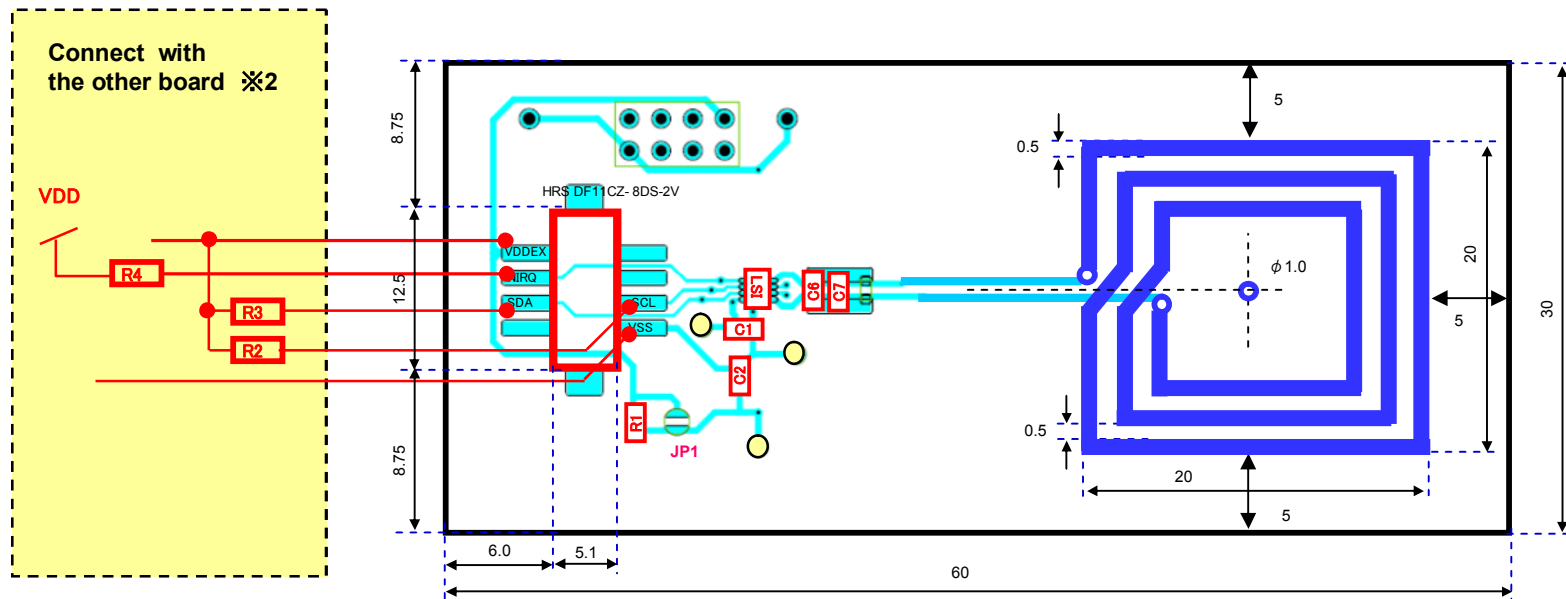 Connect with
the other board ※2
VDD
R4
R3
R2
8.75
12.5
8.75
HRS DF11CZ- 8DS-2V
VDDEX
NIRQ
SDA
SCL
VSS
LSI
C6
C7
C1
C2
R1
JP1
5
0.5
20
φ1.0
5
30
0.5
20
5
6.0
5.1
60